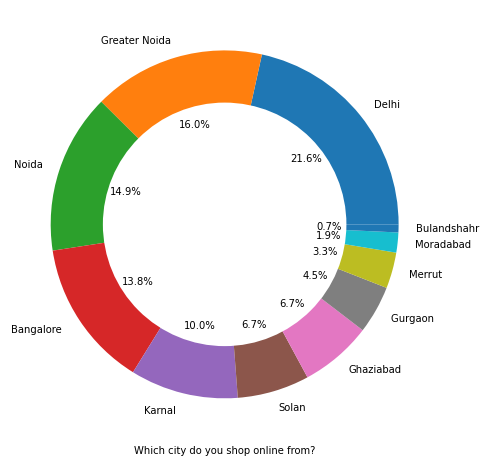 Greater Noida
Delhi
16.0%
21.6%
Noida
14.9%
0.7%
Bulandshahr
1.9%
Moradabad
3.3%
Merrut
4.5%
13.8%
6.7%
Gurgaon
10.0%
6.7%
Bangalore
Ghaziabad
Karnal
Solan
Which city do you shop online from?